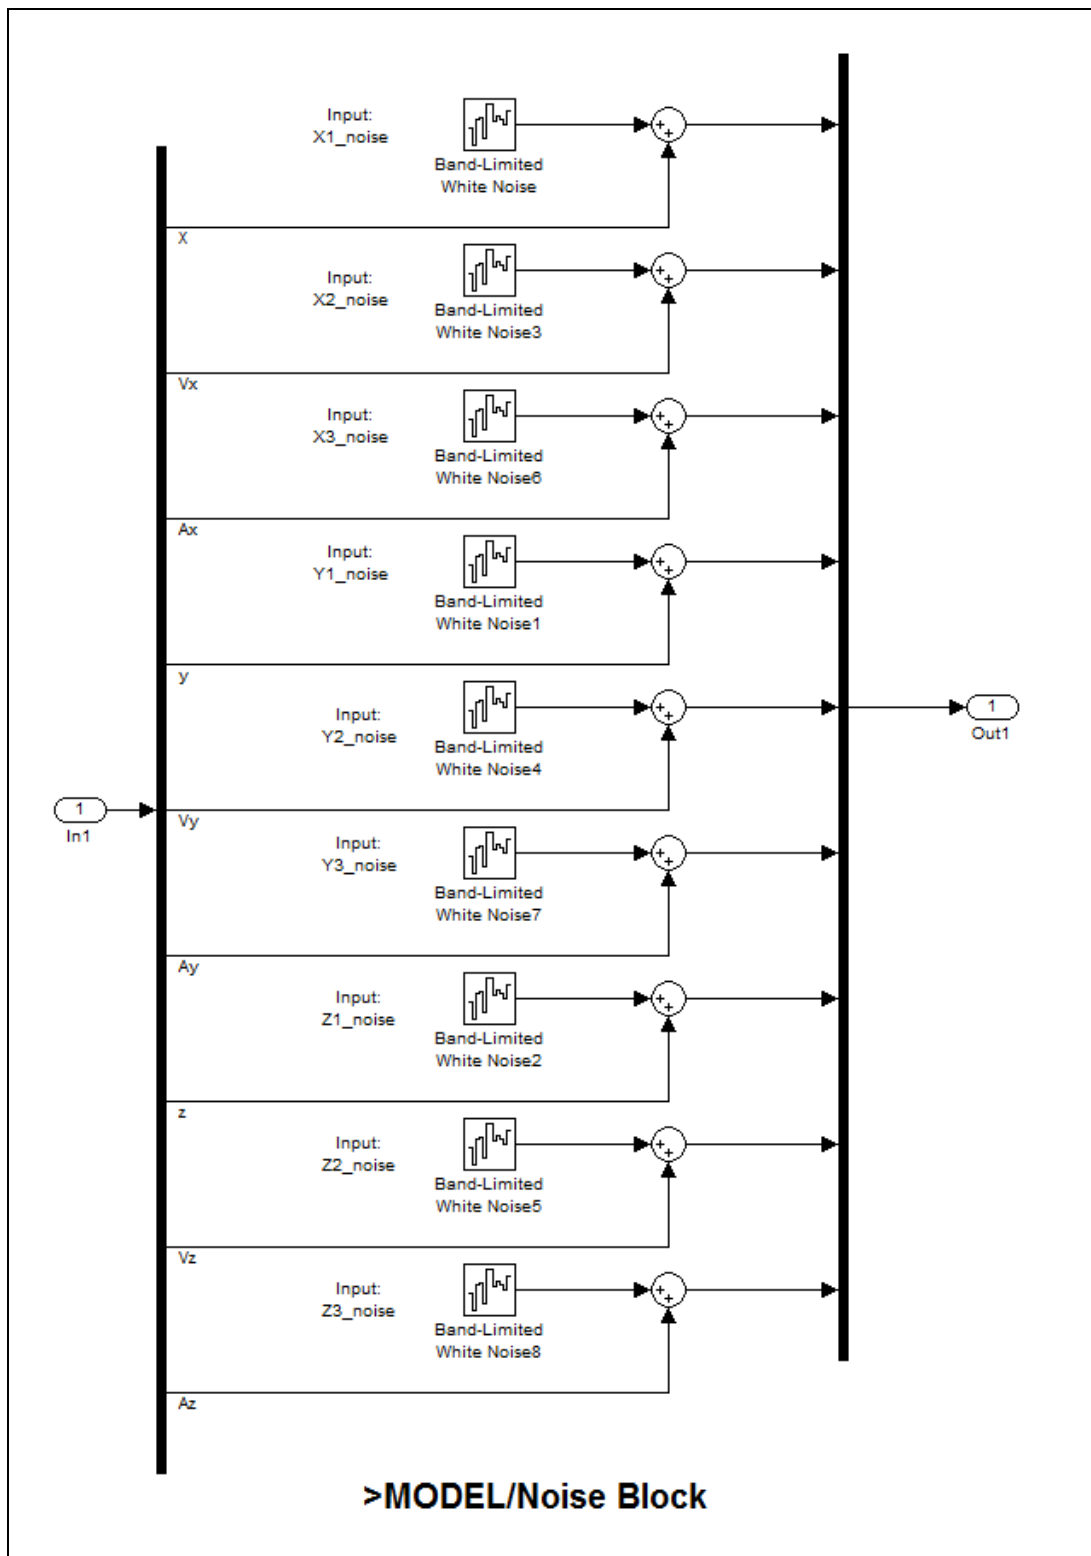 Input:
X1_noise
Band-Limited
White Noise
+
+
X
Input:
X2_noise
Band-Limited
White Noise3
+
+
Vx
Input:
X3_noise
Band-Limited
White Noise6
+
+
Ax
Input:
Y1_noise
Band-Limited
White Noise1
+
+
y
Input:
Y2_noise
Band-Limited
White Noise4
+
+
1
Out1
1
In1
Vy
Input:
Y3_noise
Band-Limited
White Noise7
+
+
Ay
Input:
Z1_noise
Band-Limited
White Noise2
+
+
z
Input:
Z2_noise
Band-Limited
White Noise5
+
+
Vz
Input:
Z3_noise
Band-Limited
White Noise8
+
+
Az
>MODEL/Noise Block